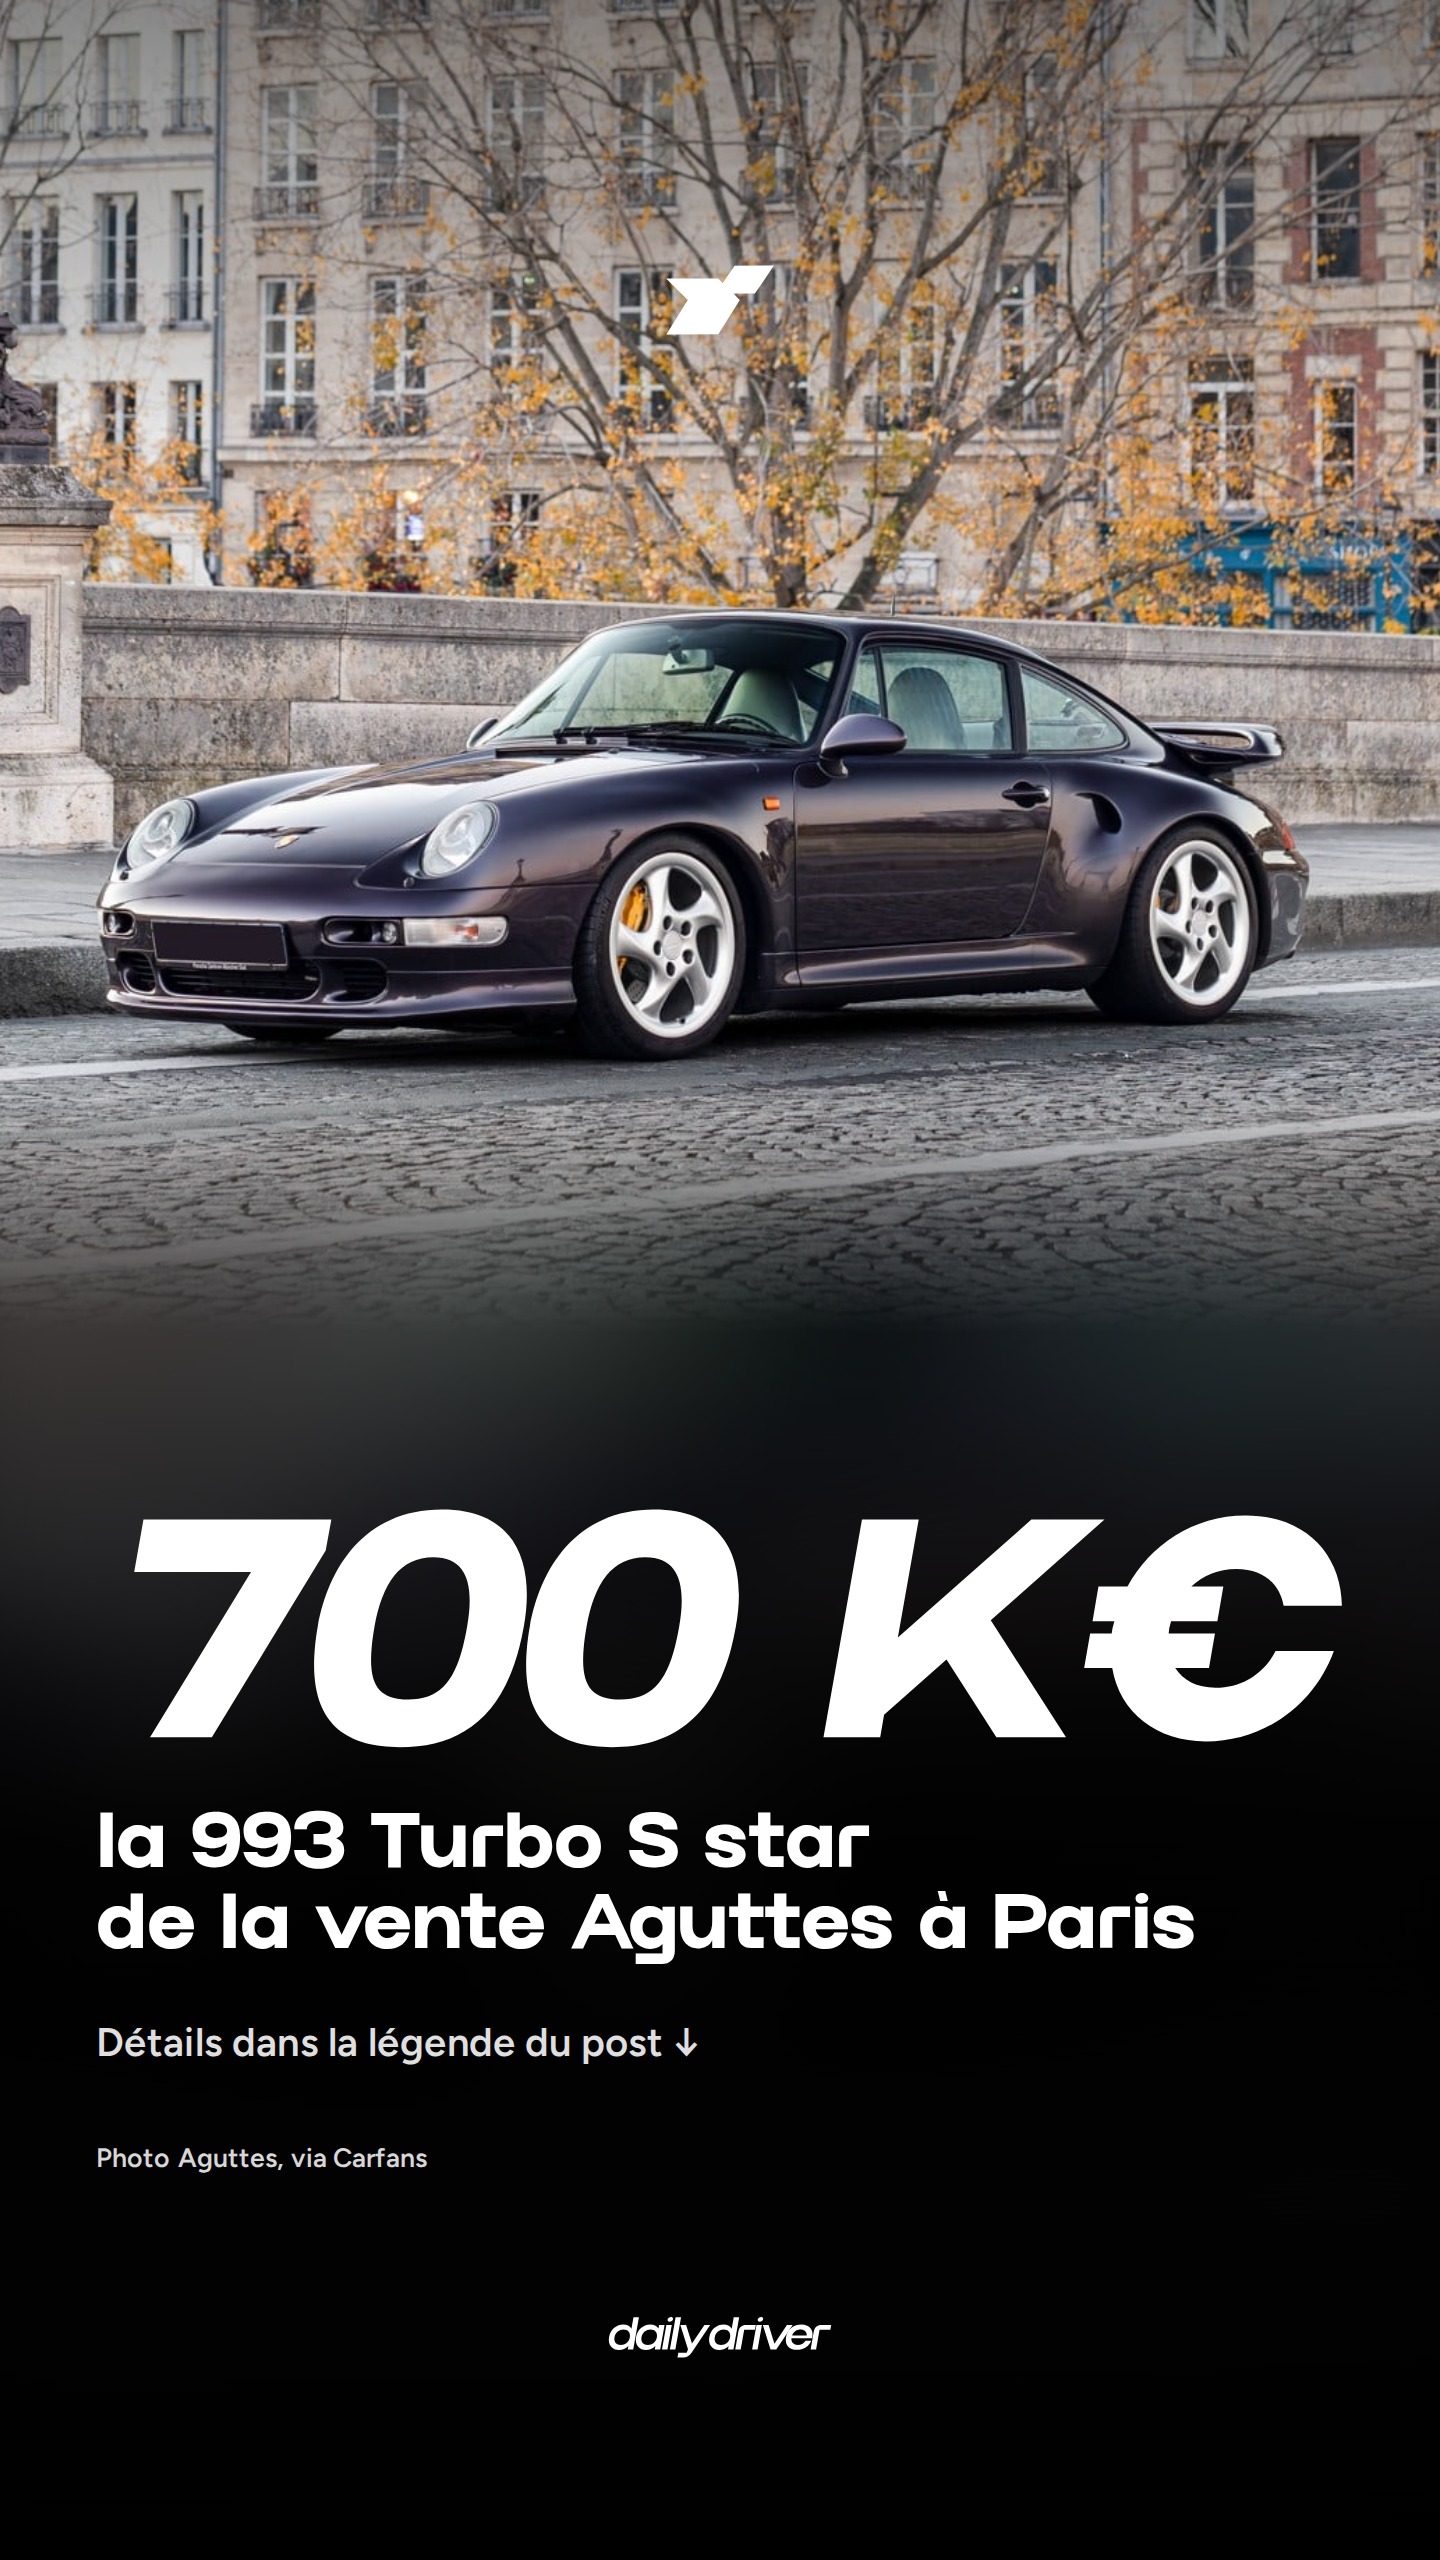 SHOP
700 K€
la 993 Turbo S star
de la vente Aguttes à Paris
Détails dans la légende du post ↓
Photo Aguttes, via Carfans
dailydriver